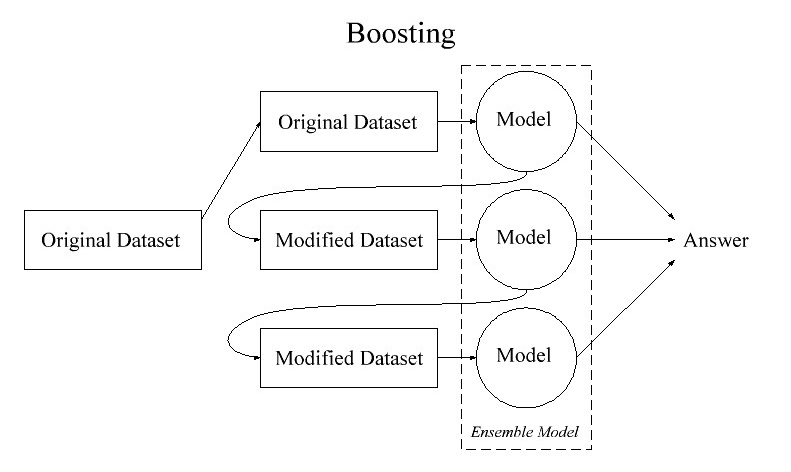 Boosting
Original Dataset
Model
Original Dataset
Modified Dataset
Model
Answer
Modified Dataset
Model
Ensemble Model